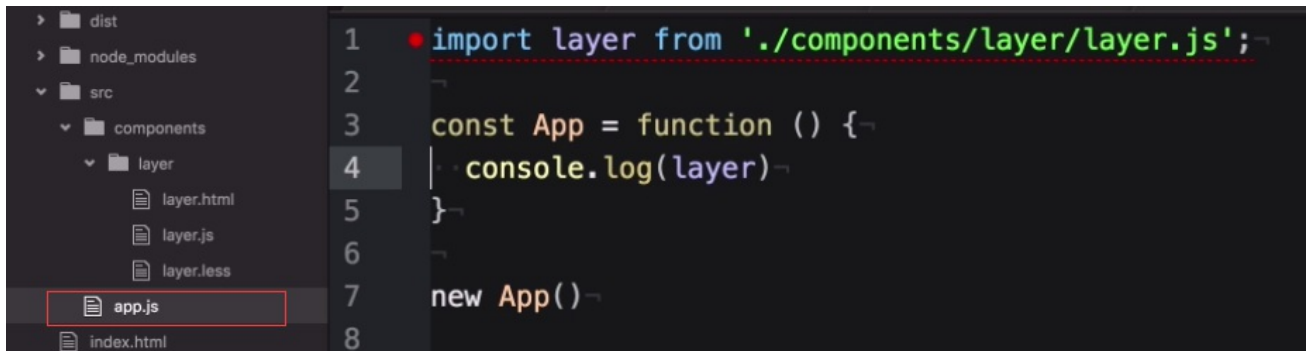 dist
node_modules
src
components
layer
layer.html
layer.js
layer.less
app.js
index.html
1 import layer from './components/layer/layer.js';¬
2 ¬
3 const App = function () {¬
4 ··console.log(layer)¬
5 }¬
6 ¬
7 new App()¬
8